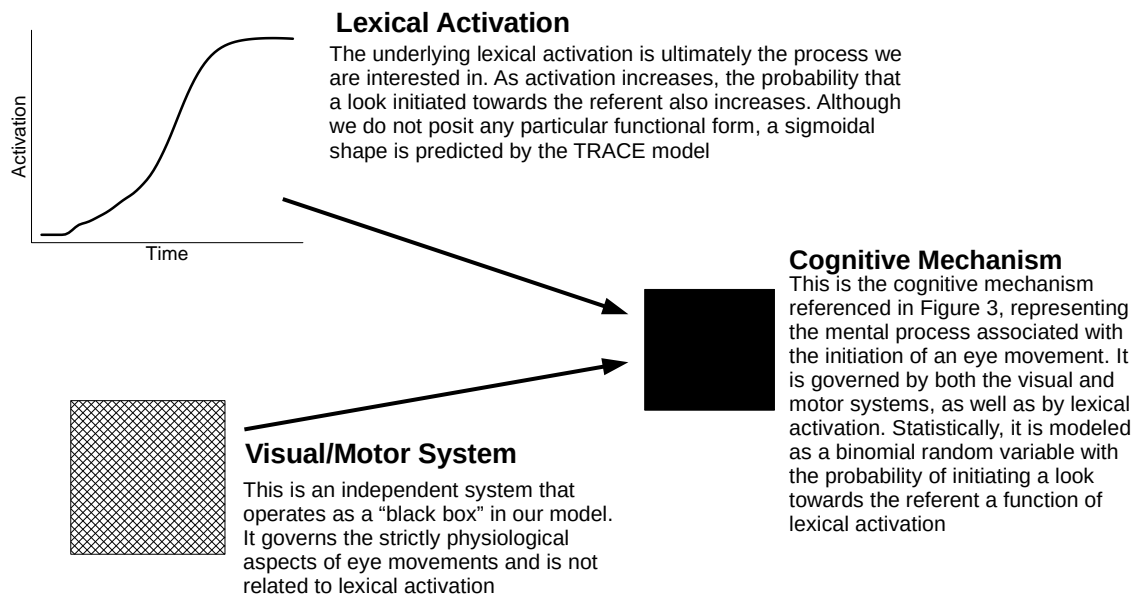 Lexical Activation
The underlying lexical activation is ultimately the process we
are interested in. As activation increases, the probability that
a look initiated towards the referent also increases. Although
we do not posit any particular functional form, a sigmoidal
shape is predicted by the TRACE model
Activation
Time
Cognitive Mechanism
This is the cognitive mechanism
referenced in Figure 3, representing
the mental process associated with
the initiation of an eye movement. It
is governed by both the visual and
motor systems, as well as by lexical
activation. Statistically, it is modeled
as a binomial random variable with
the probability of initiating a look
towards the referent a function of
lexical activation
Visual/Motor System
This is an independent system that
operates as a “black box” in our model.
It governs the strictly physiological
aspects of eye movements and is not
related to lexical activation